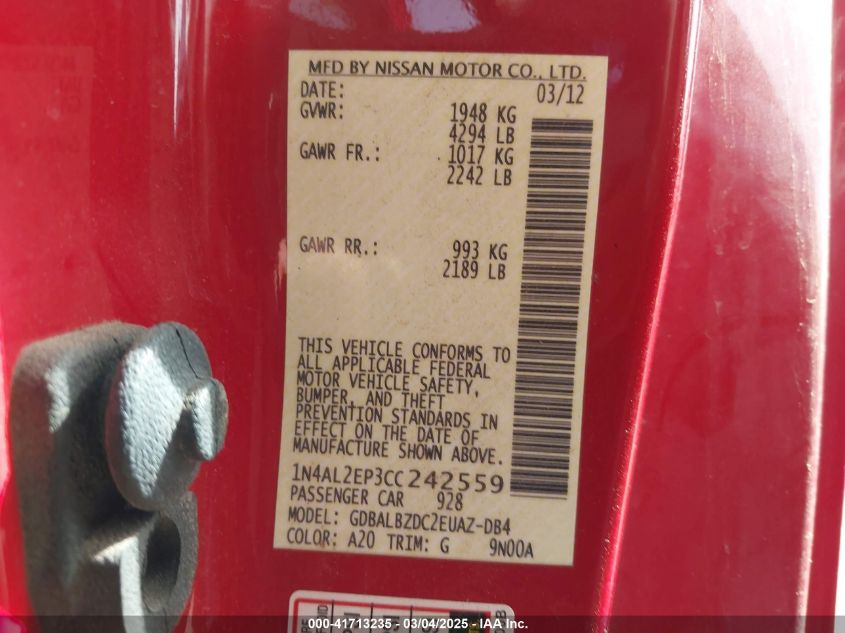 MFD BY NISSAN MOTOR CO., LTD.
DATE: 03/12
GVWR: 1948 KG
4294 LB
GAWR FR.: 1017 KG
2242 LB
GAWR RR.: 993 KG
2189 LB
THIS VEHICLE CONFORMS TO
ALL APPLICABLE FEDERAL
MOTOR VEHICLE SAFETY,
BUMPER, AND THEFT
PREVENTION STANDARDS IN
EFFECT ON THE DATE OF
MANUFACTURE SHOWN ABOVE.
1N4AL2EP3CC242559
PASSENGER CAR 928
MODEL: GDBALBZDC2EUAZ-DB4
COLOR: A20 TRIM: G 9N00A
000-41713235 - 03/04/2025 - IAA Inc.